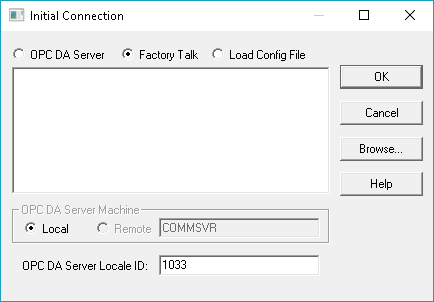 Initial Connection
OPC DA Server Factory Talk Load Config File
OK
Cancel
Browse...
Help
OPC DA Server Machine
Local Remote COMMSVR
OPC DA Server Locale ID: 1033